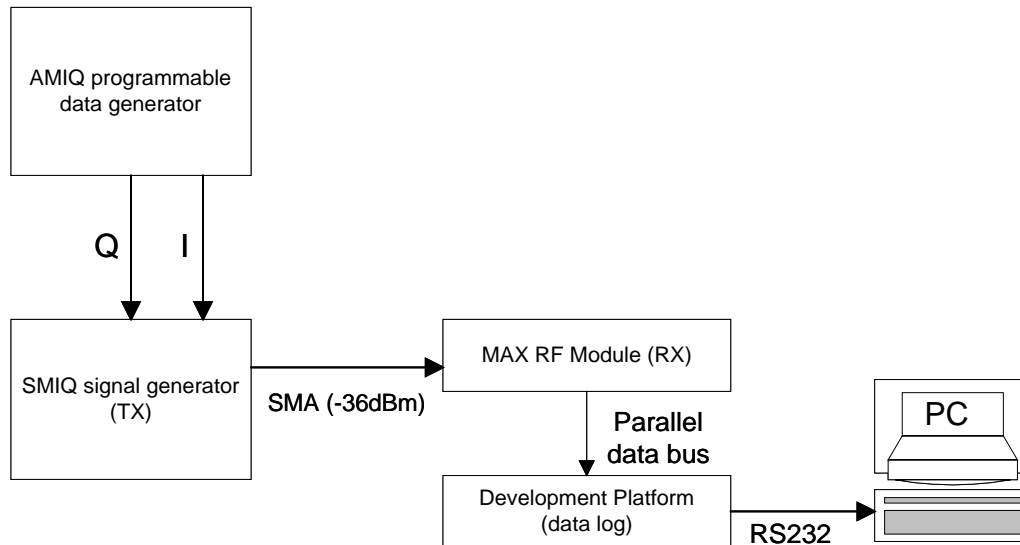 AMIQ programmable
data generator
Q
I
SMIQ signal generator
(TX)
SMA (-36dBm)
MAX RF Module (RX)
Parallel
data bus
Development Platform
(data log)
RS232
PC